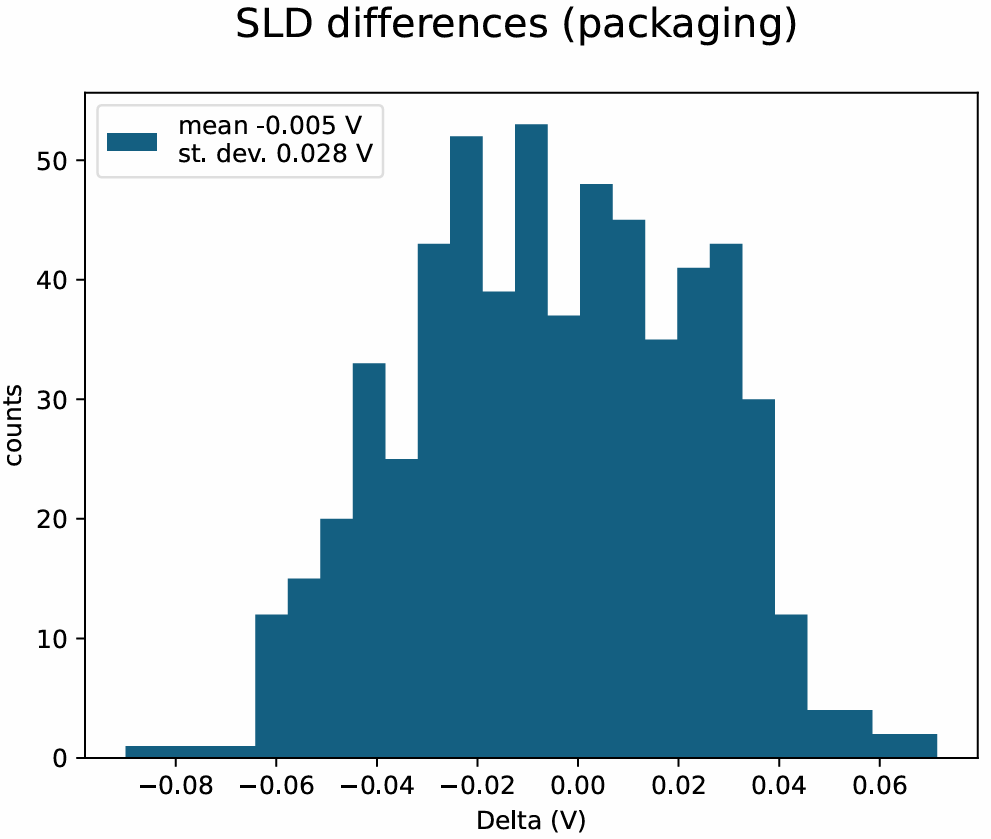 SLD differences (packaging)
mean -0.005 V
st. dev. 0.028 V
50
40
30
20
10
0
counts
−0.08 −0.06 −0.04 −0.02 0.00 0.02 0.04 0.06
Delta (V)